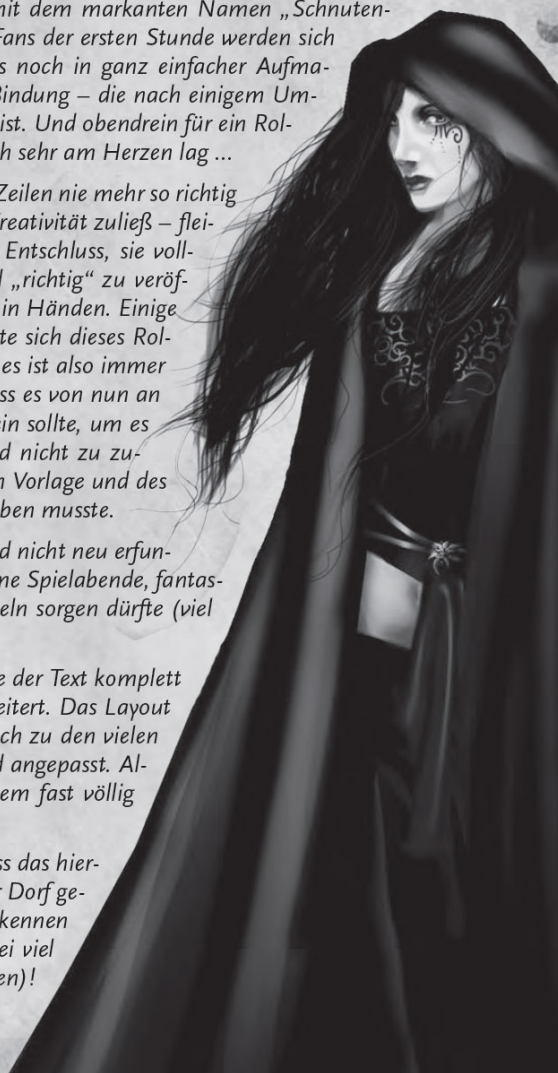 mit dem markanten Namen „Schnuten-
Fans der ersten Stunde werden sich
s noch in ganz einfacher Aufma-
Bindung – die nach einigem Um-
ist. Und obendrein für ein Rol-
h sehr am Herzen lag ...
Zeilen nie mehr so richtig
reativität zuließ – flei-
Entschluss, sie voll-
d „richtig“ zu veröf-
in Händen. Einige
te sich dieses Rol-
es ist also immer
ss es von nun an
ein sollte, um es
d nicht zu zu-
n Vorlage und des
ben musste.
d nicht neu erfun-
ne Spielabende, fantas-
eln sorgen dürfte (viel
e der Text komplett
eitert. Das Layout
ch zu den vielen
d angepasst. Al-
em fast völlig
ss das hier-
r Dorf ge-
kennen
ei viel
en)!